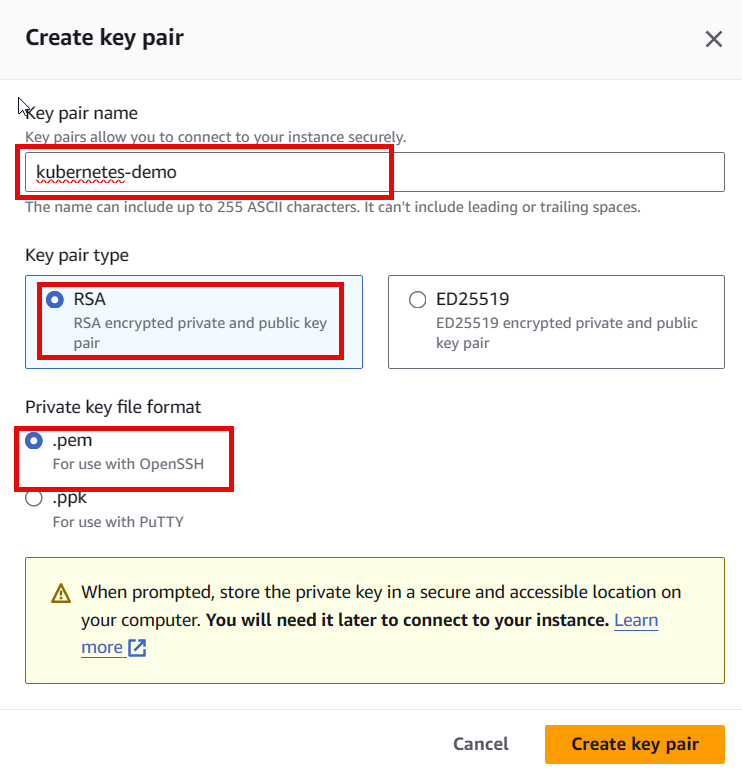 Create key pair
Key pair name
Key pairs allow you to connect to your instance securely.
kubernetes-demo
The name can include up to 255 ASCII characters. It can't include leading or trailing spaces.
Key pair type
RSA
RSA encrypted private and public key
pair
ED25519
ED25519 encrypted private and public
key pair
Private key file format
.pem
For use with OpenSSH
.ppk
For use with PuTTY
When prompted, store the private key in a secure and accessible location on
your computer. You will need it later to connect to your instance. Learn
more
Cancel
Create key pair